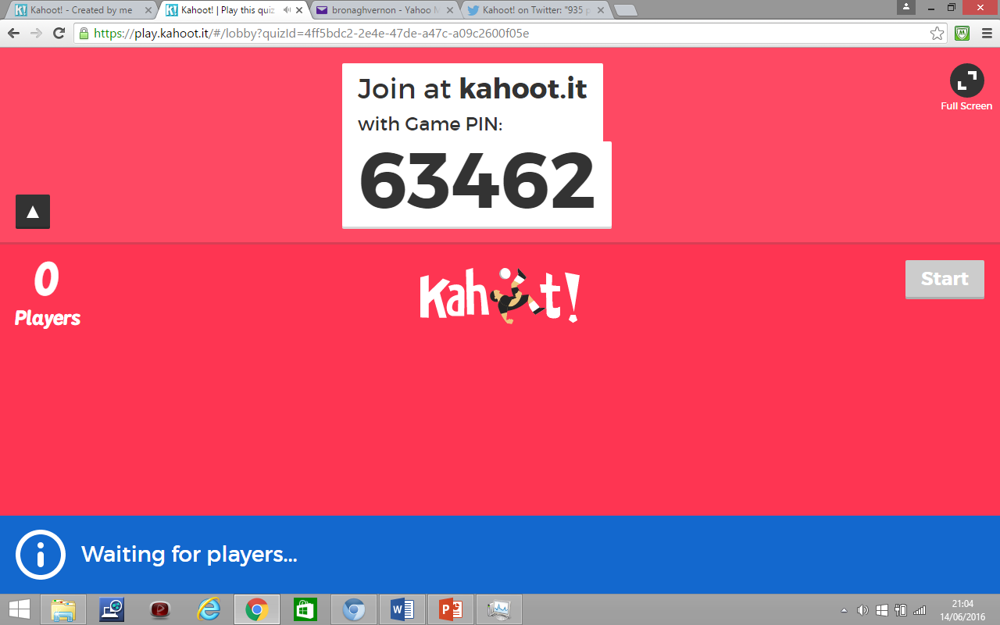 Kahoot! - Created by me
Kahoot! | Play this quiz
bronaghvernon - Yahoo M
Kahoot! on Twitter: "935 p
https://play.kahoot.it/#/lobby?quizId=4ff5bdc2-2e4e-47de-a47c-a09c2600f05e
Join at kahoot.it
with Game PIN:
63462
Full Screen
0
Players
Kahoot!
Start
Waiting for players...
21:04
14/06/2016